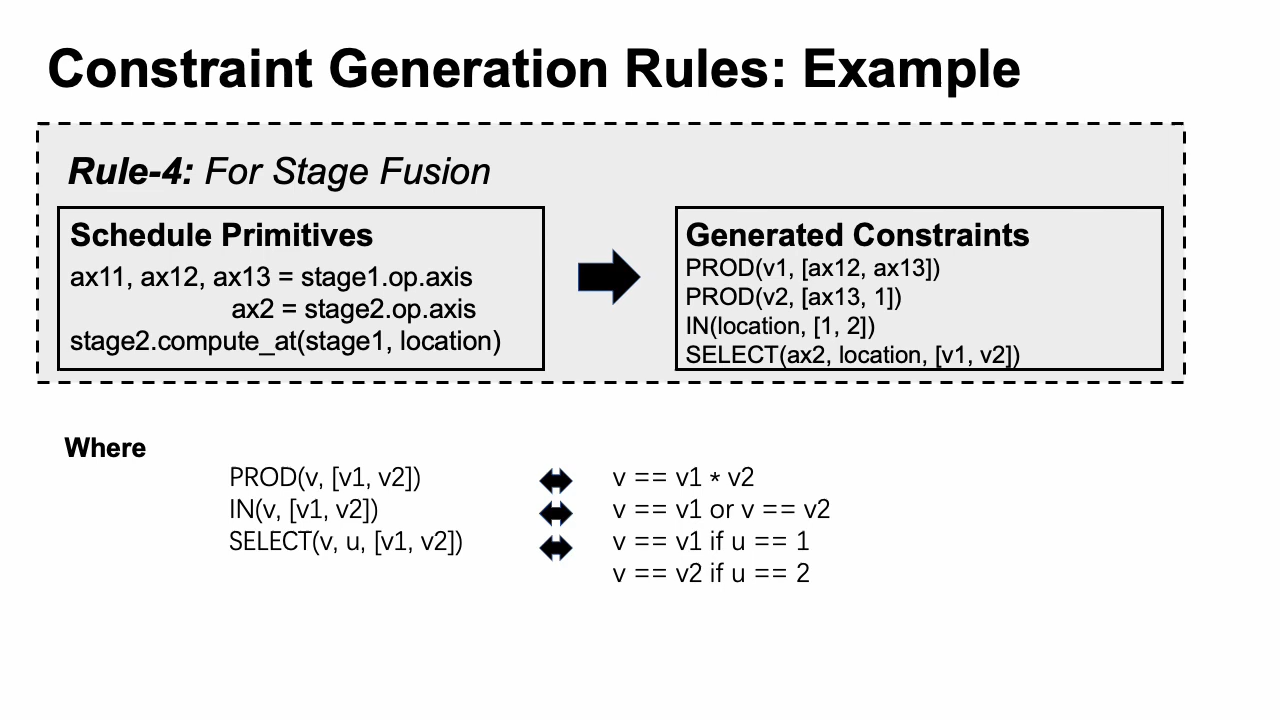 Constraint Generation Rules: Example
Rule-4: For Stage Fusion
Schedule Primitives
ax11, ax12, ax13 = stage1.op.axis
ax2 = stage2.op.axis
stage2.compute_at(stage1, location)
Generated Constraints
PROD(v1, [ax12, ax13])
PROD(v2, [ax13, 1])
IN(location, [1, 2])
SELECT(ax2, location, [v1, v2])
Where
PROD(v, [v1, v2]) v == v1 * v2
IN(v, [v1, v2]) v == v1 or v == v2
SELECT(v, u, [v1, v2]) v == v1 if u == 1
v == v2 if u == 2